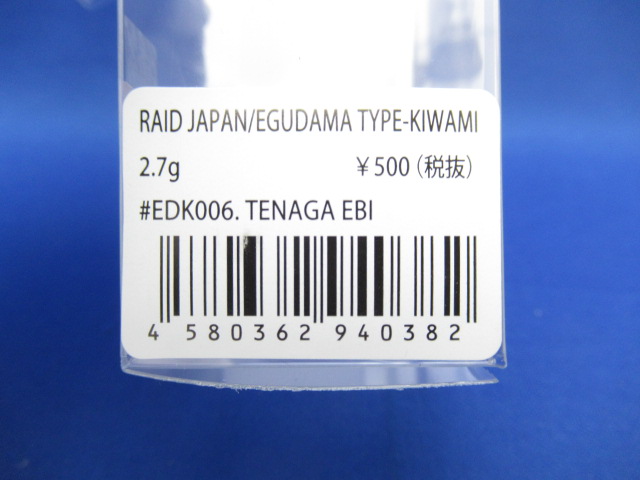 RAID JAPAN/EGUDAMA TYPE-KIWAMI
2.7g ¥500(税抜)
#EDK006. TENAGA EBI
4 580362 940382